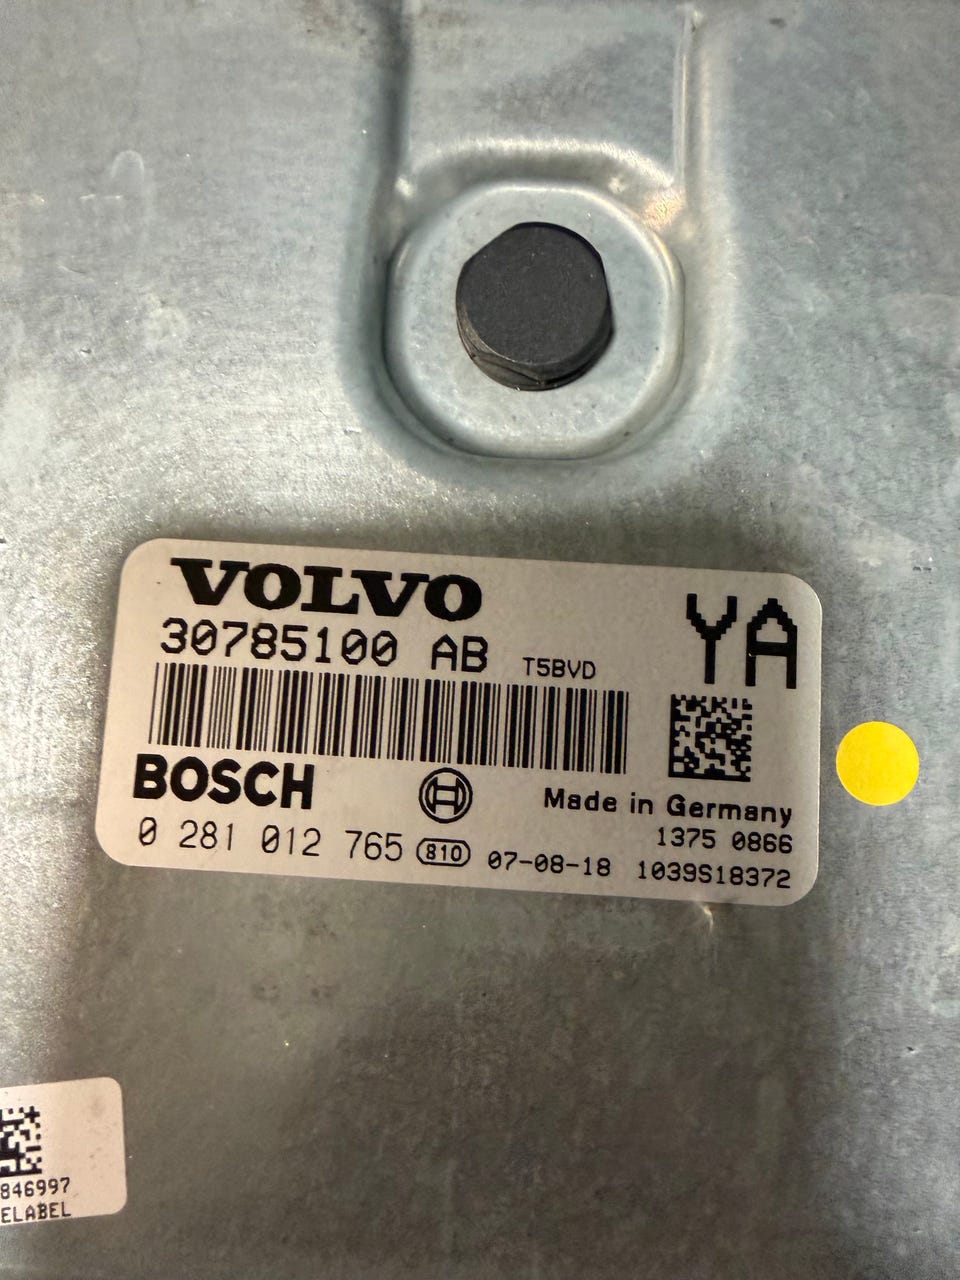 VOLVO
30785100 AB T5BVD
YA
BOSCH
Made in Germany
1375 0866
0 281 012 765 810 07-08-18 1039S18372
846997
ELABEL